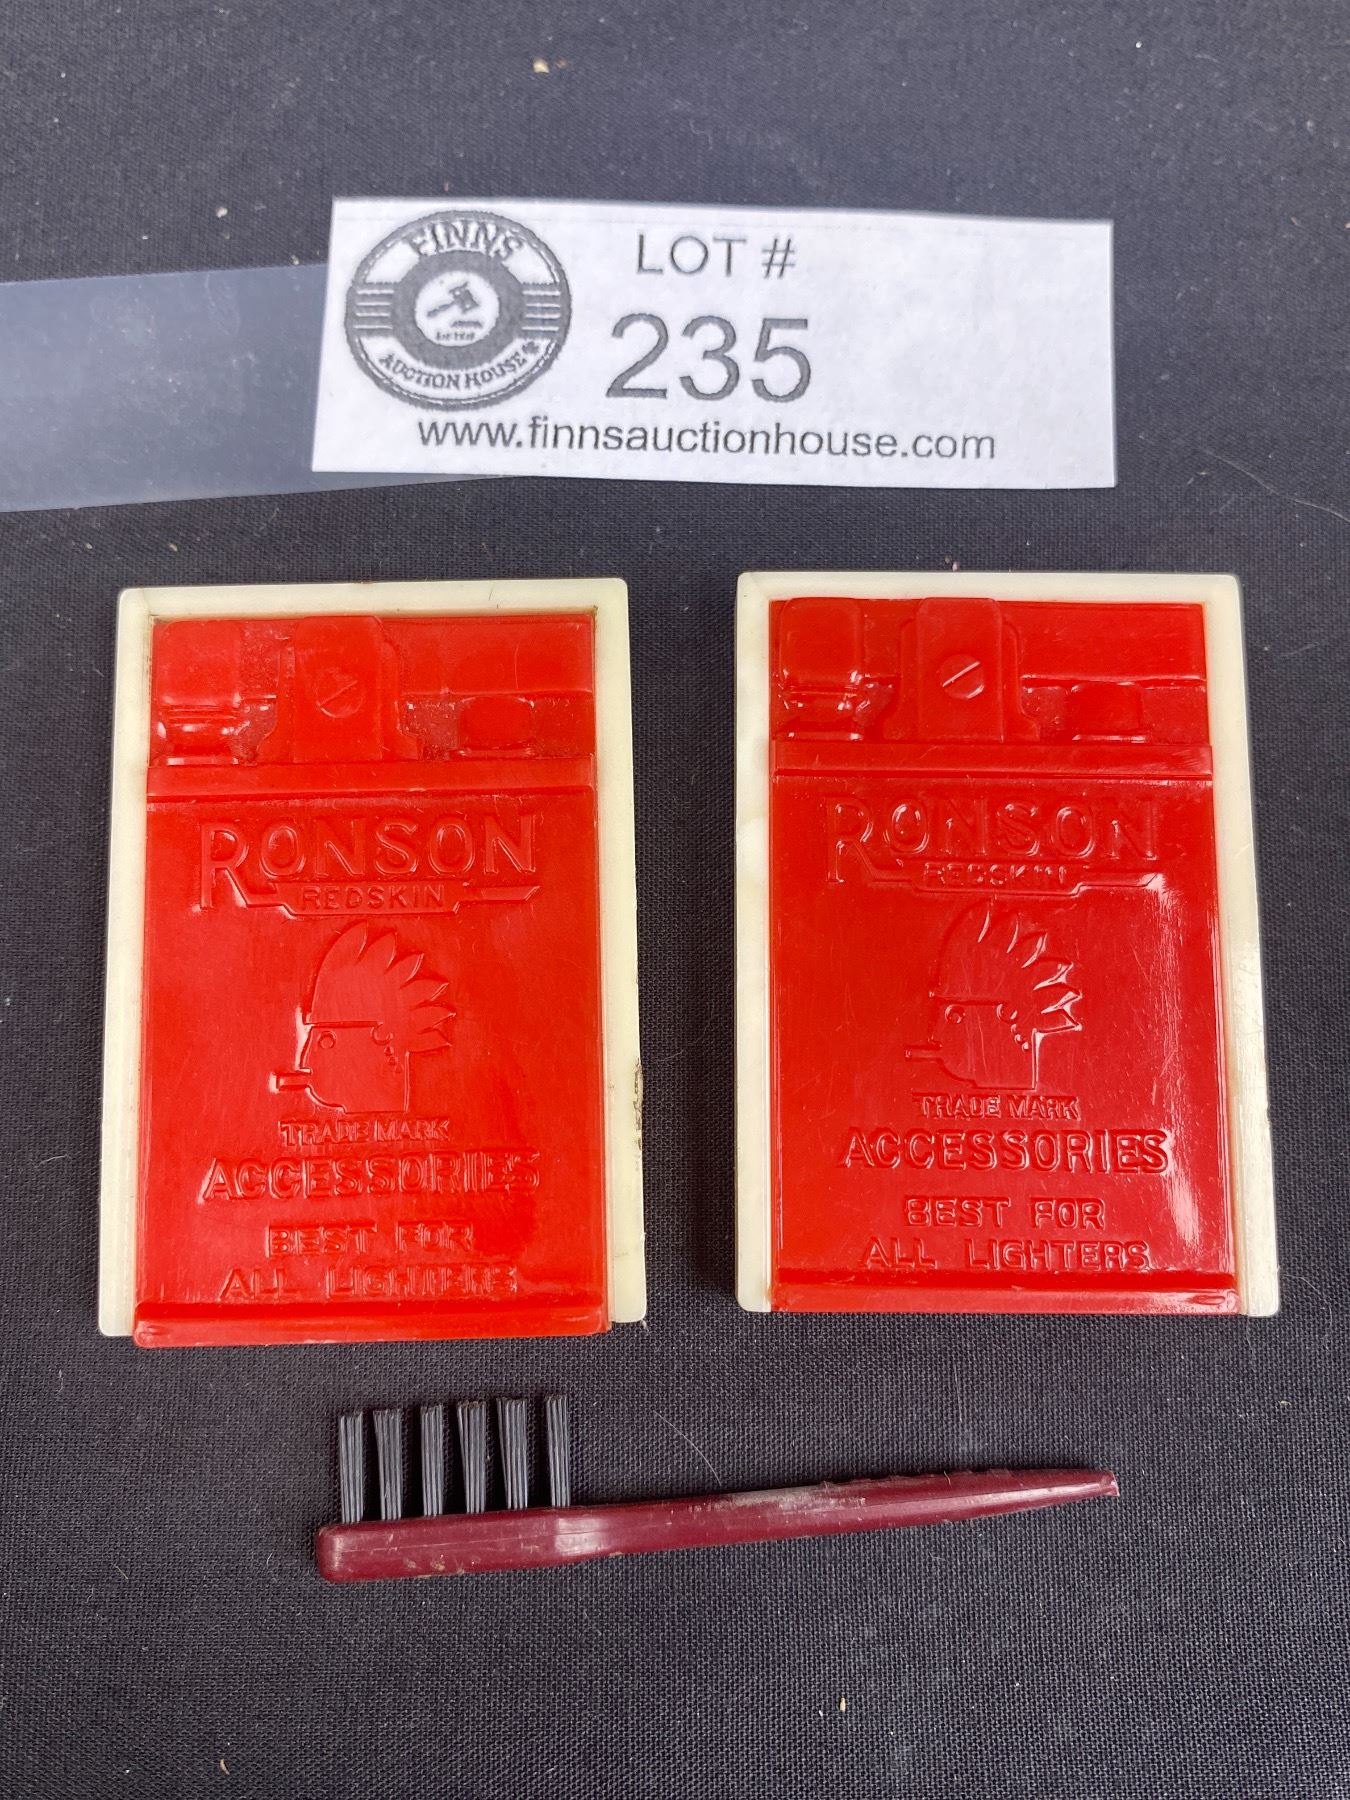 FINNS
AUCTION HOUSE
LOT #
235
www.finnsauctionhouse.com
RONSON
REDSKIN
TRADE MARK
ACCESSORIES
BEST FOR
ALL LIGHTERS
RONSON
REDSKIN
TRADE MARK
ACCESSORIES
BEST FOR
ALL LIGHTERS